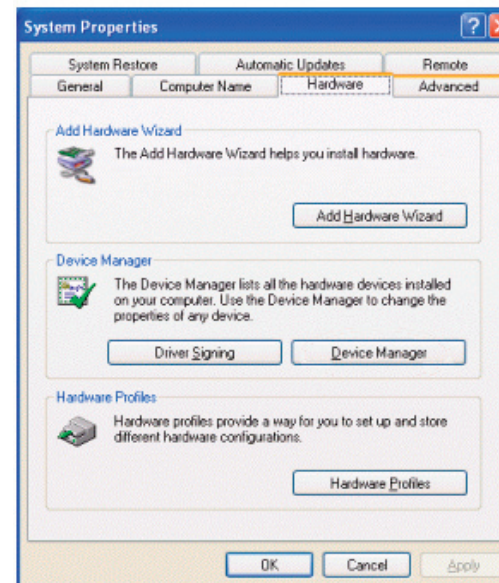 System Properties
?
System Restore Automatic Updates Remote
General Computer Name Hardware Advanced
Add Hardware Wizard
The Add Hardware Wizard helps you install hardware.
Add Hardware Wizard
Device Manager
The Device Manager lists all the hardware devices installed
on your computer. Use the Device Manager to change the
properties of any device.
Driver Signing Device Manager
Hardware Profiles
Hardware profiles provide a way for you to set up and store
different hardware configurations.
Hardware Profiles
OK Cancel Apply